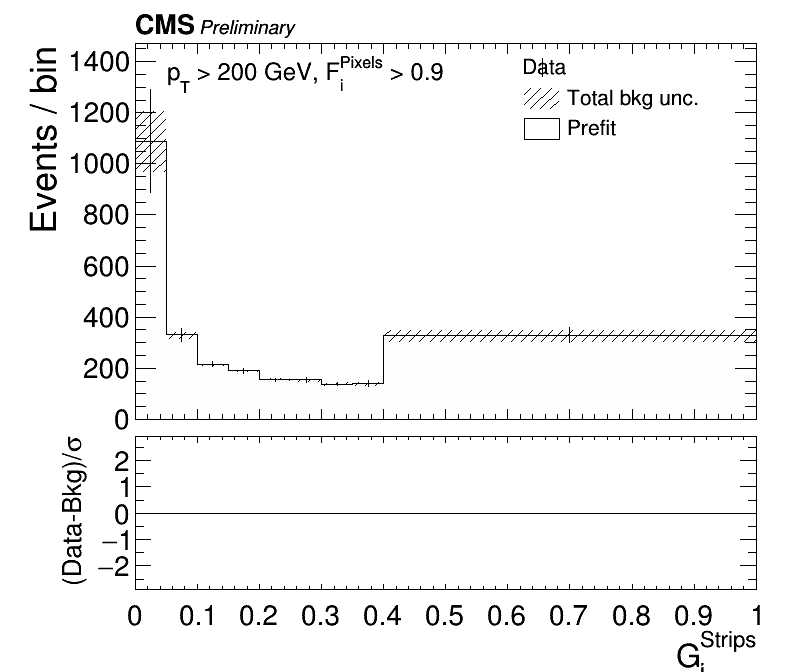 CMS Preliminary
p_T > 200 GeV, F_i^Pixels > 0.9
Data
Total bkg unc.
Prefit
Events / bin
1400
1200
1000
800
600
400
200
0
(Data-Bkg)/σ
2
1
0
−1
−2
0 0.1 0.2 0.3 0.4 0.5 0.6 0.7 0.8 0.9 1
G_i^Strips